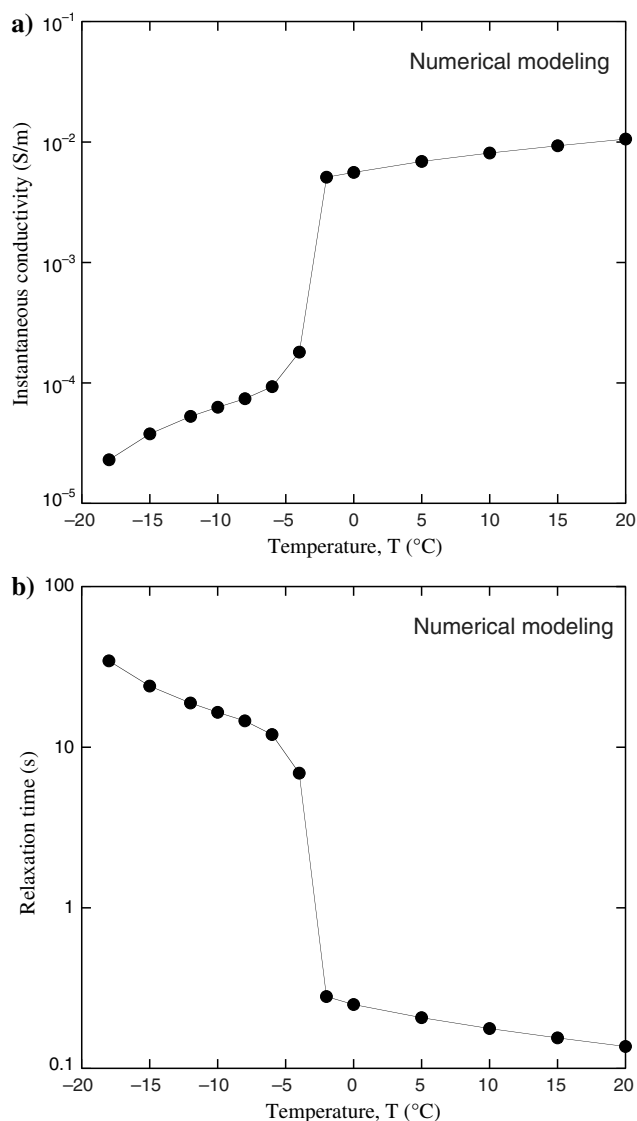 a)
Numerical modeling
Instantaneous conductivity (S/m)
10⁻¹
10⁻²
10⁻³
10⁻⁴
10⁻⁵
−20 −15 −10 −5 0 5 10 15 20
Temperature, T (°C)
b)
Numerical modeling
Relaxation time (s)
100
10
1
0.1
−20 −15 −10 −5 0 5 10 15 20
Temperature, T (°C)